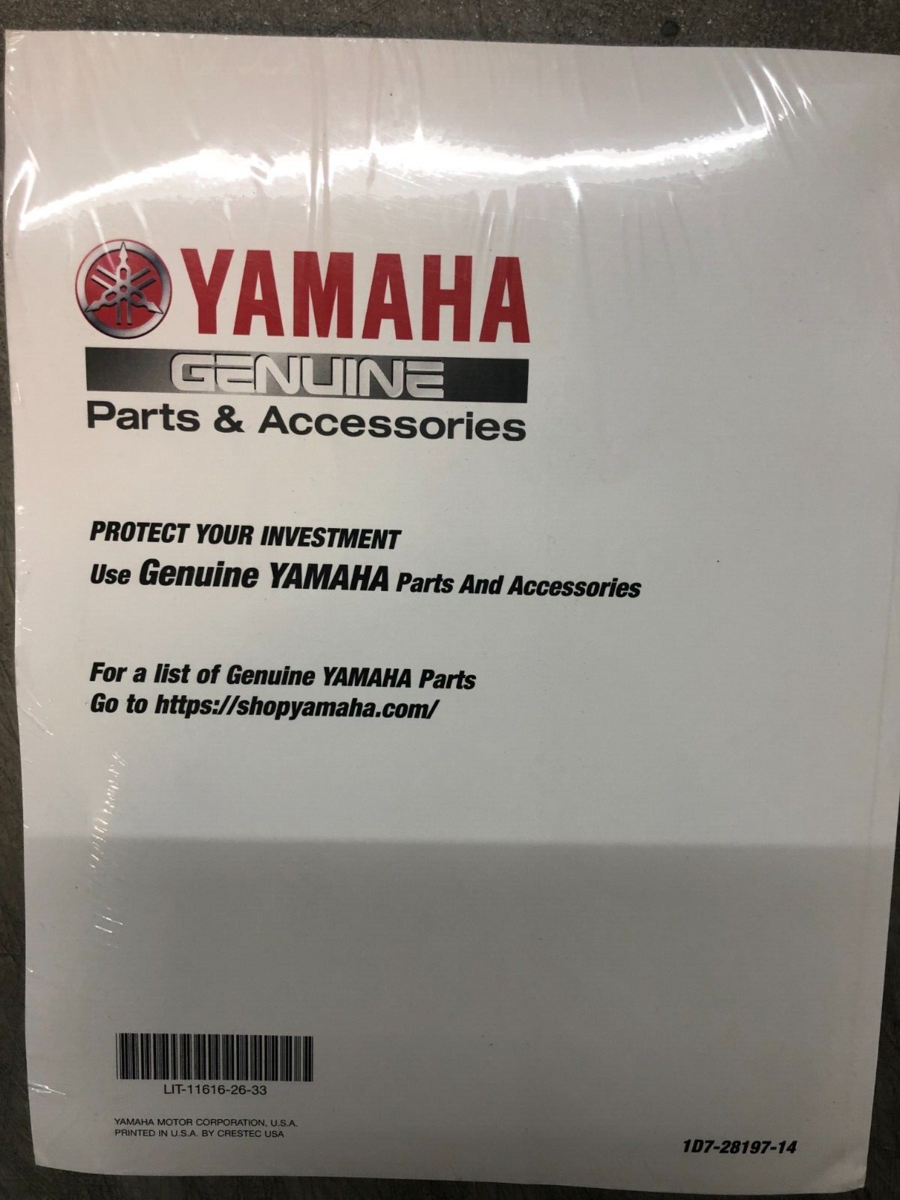 YAMAHA
GENUINE
Parts & Accessories
PROTECT YOUR INVESTMENT
Use Genuine YAMAHA Parts And Accessories
For a list of Genuine YAMAHA Parts
Go to https://shopyamaha.com/
LIT-11616-26-33
YAMAHA MOTOR CORPORATION, U.S.A.
PRINTED IN U.S.A. BY CRESTEC USA
1D7-28197-14